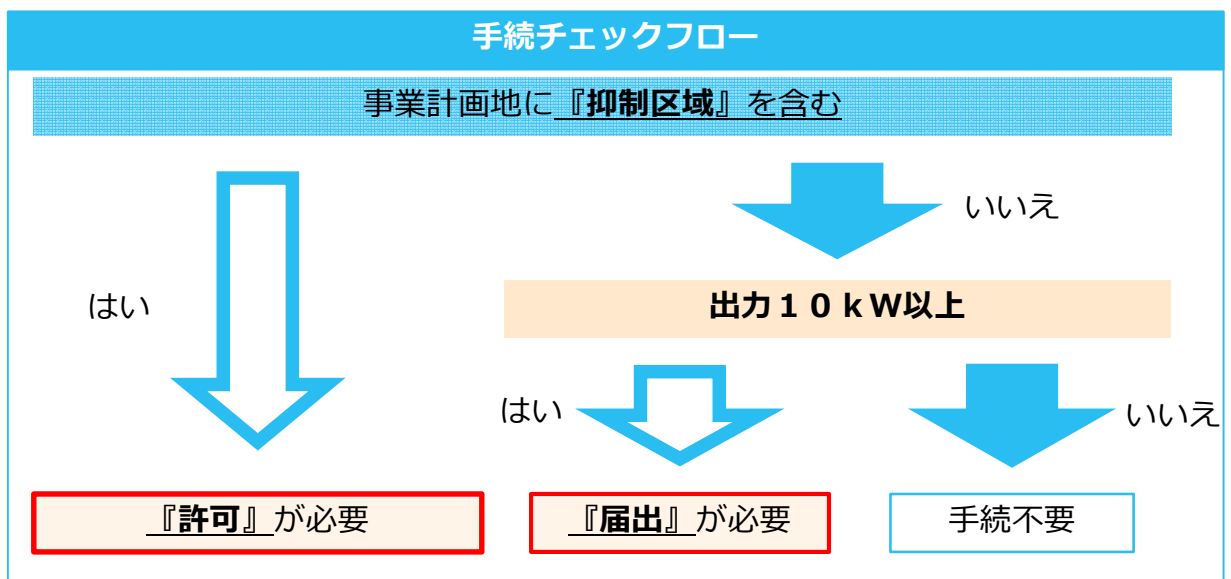 手続チェックフロー
事業計画地に『抑制区域』を含む
いいえ
はい
出力１０ｋＷ以上
はい
いいえ
『許可』が必要
『届出』が必要
手続不要